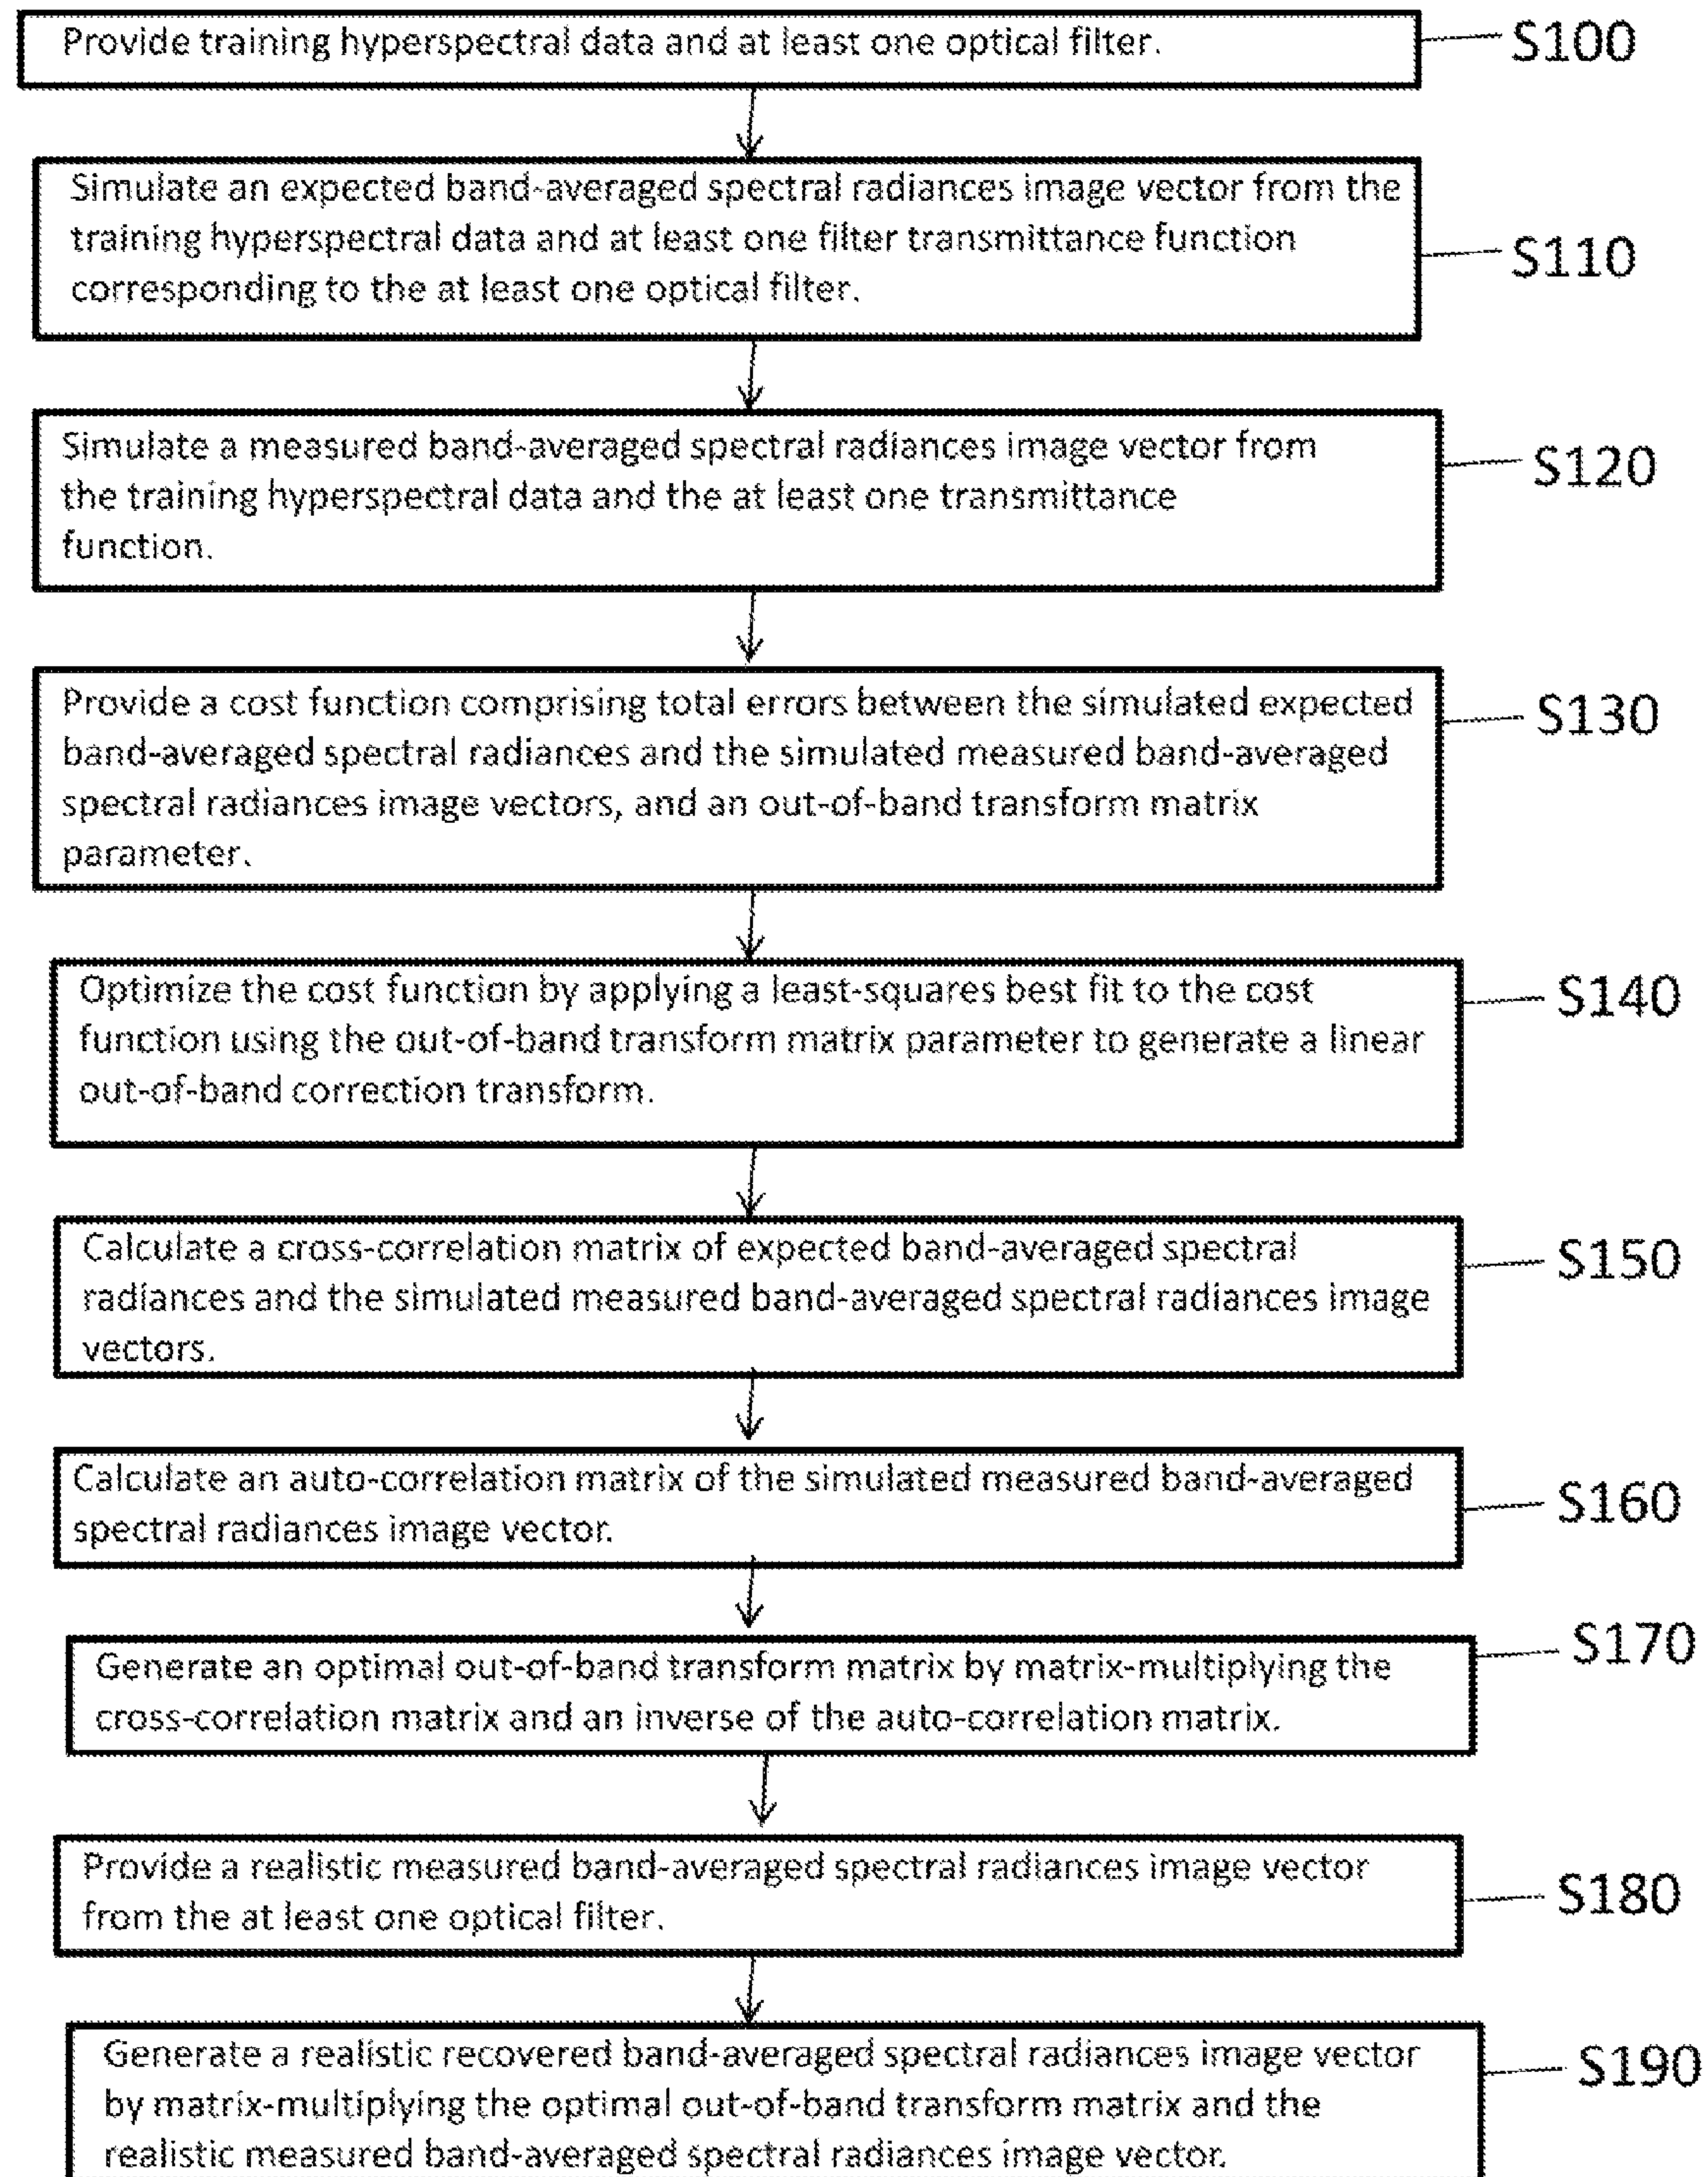 Provide training hyperspectral data and at least one optical filter.
S100
Simulate an expected band-averaged spectral radiances image vector from the
training hyperspectral data and at least one filter transmittance function
corresponding to the at least one optical filter.
S110
Simulate a measured band-averaged spectral radiances image vector from
the training hyperspectral data and the at least one transmittance
function.
S120
Provide a cost function comprising total errors between the simulated expected
band-averaged spectral radiances and the simulated measured band-averaged
spectral radiances image vectors, and an out-of-band transform matrix
parameter.
S130
Optimize the cost function by applying a least-squares best fit to the cost
function using the out-of-band transform matrix parameter to generate a linear
out-of-band correction transform.
S140
Calculate a cross-correlation matrix of expected band-averaged spectral
radiances and the simulated measured band-averaged spectral radiances image
vectors.
S150
Calculate an auto-correlation matrix of the simulated measured band-averaged
spectral radiances image vector.
S160
Generate an optimal out-of-band transform matrix by matrix-multiplying the
cross-correlation matrix and an inverse of the auto-correlation matrix.
S170
Provide a realistic measured band-averaged spectral radiances image vector
from the at least one optical filter.
S180
Generate a realistic recovered band-averaged spectral radiances image vector
by matrix-multiplying the optimal out-of-band transform matrix and the
realistic measured band-averaged spectral radiances image vector.
S190